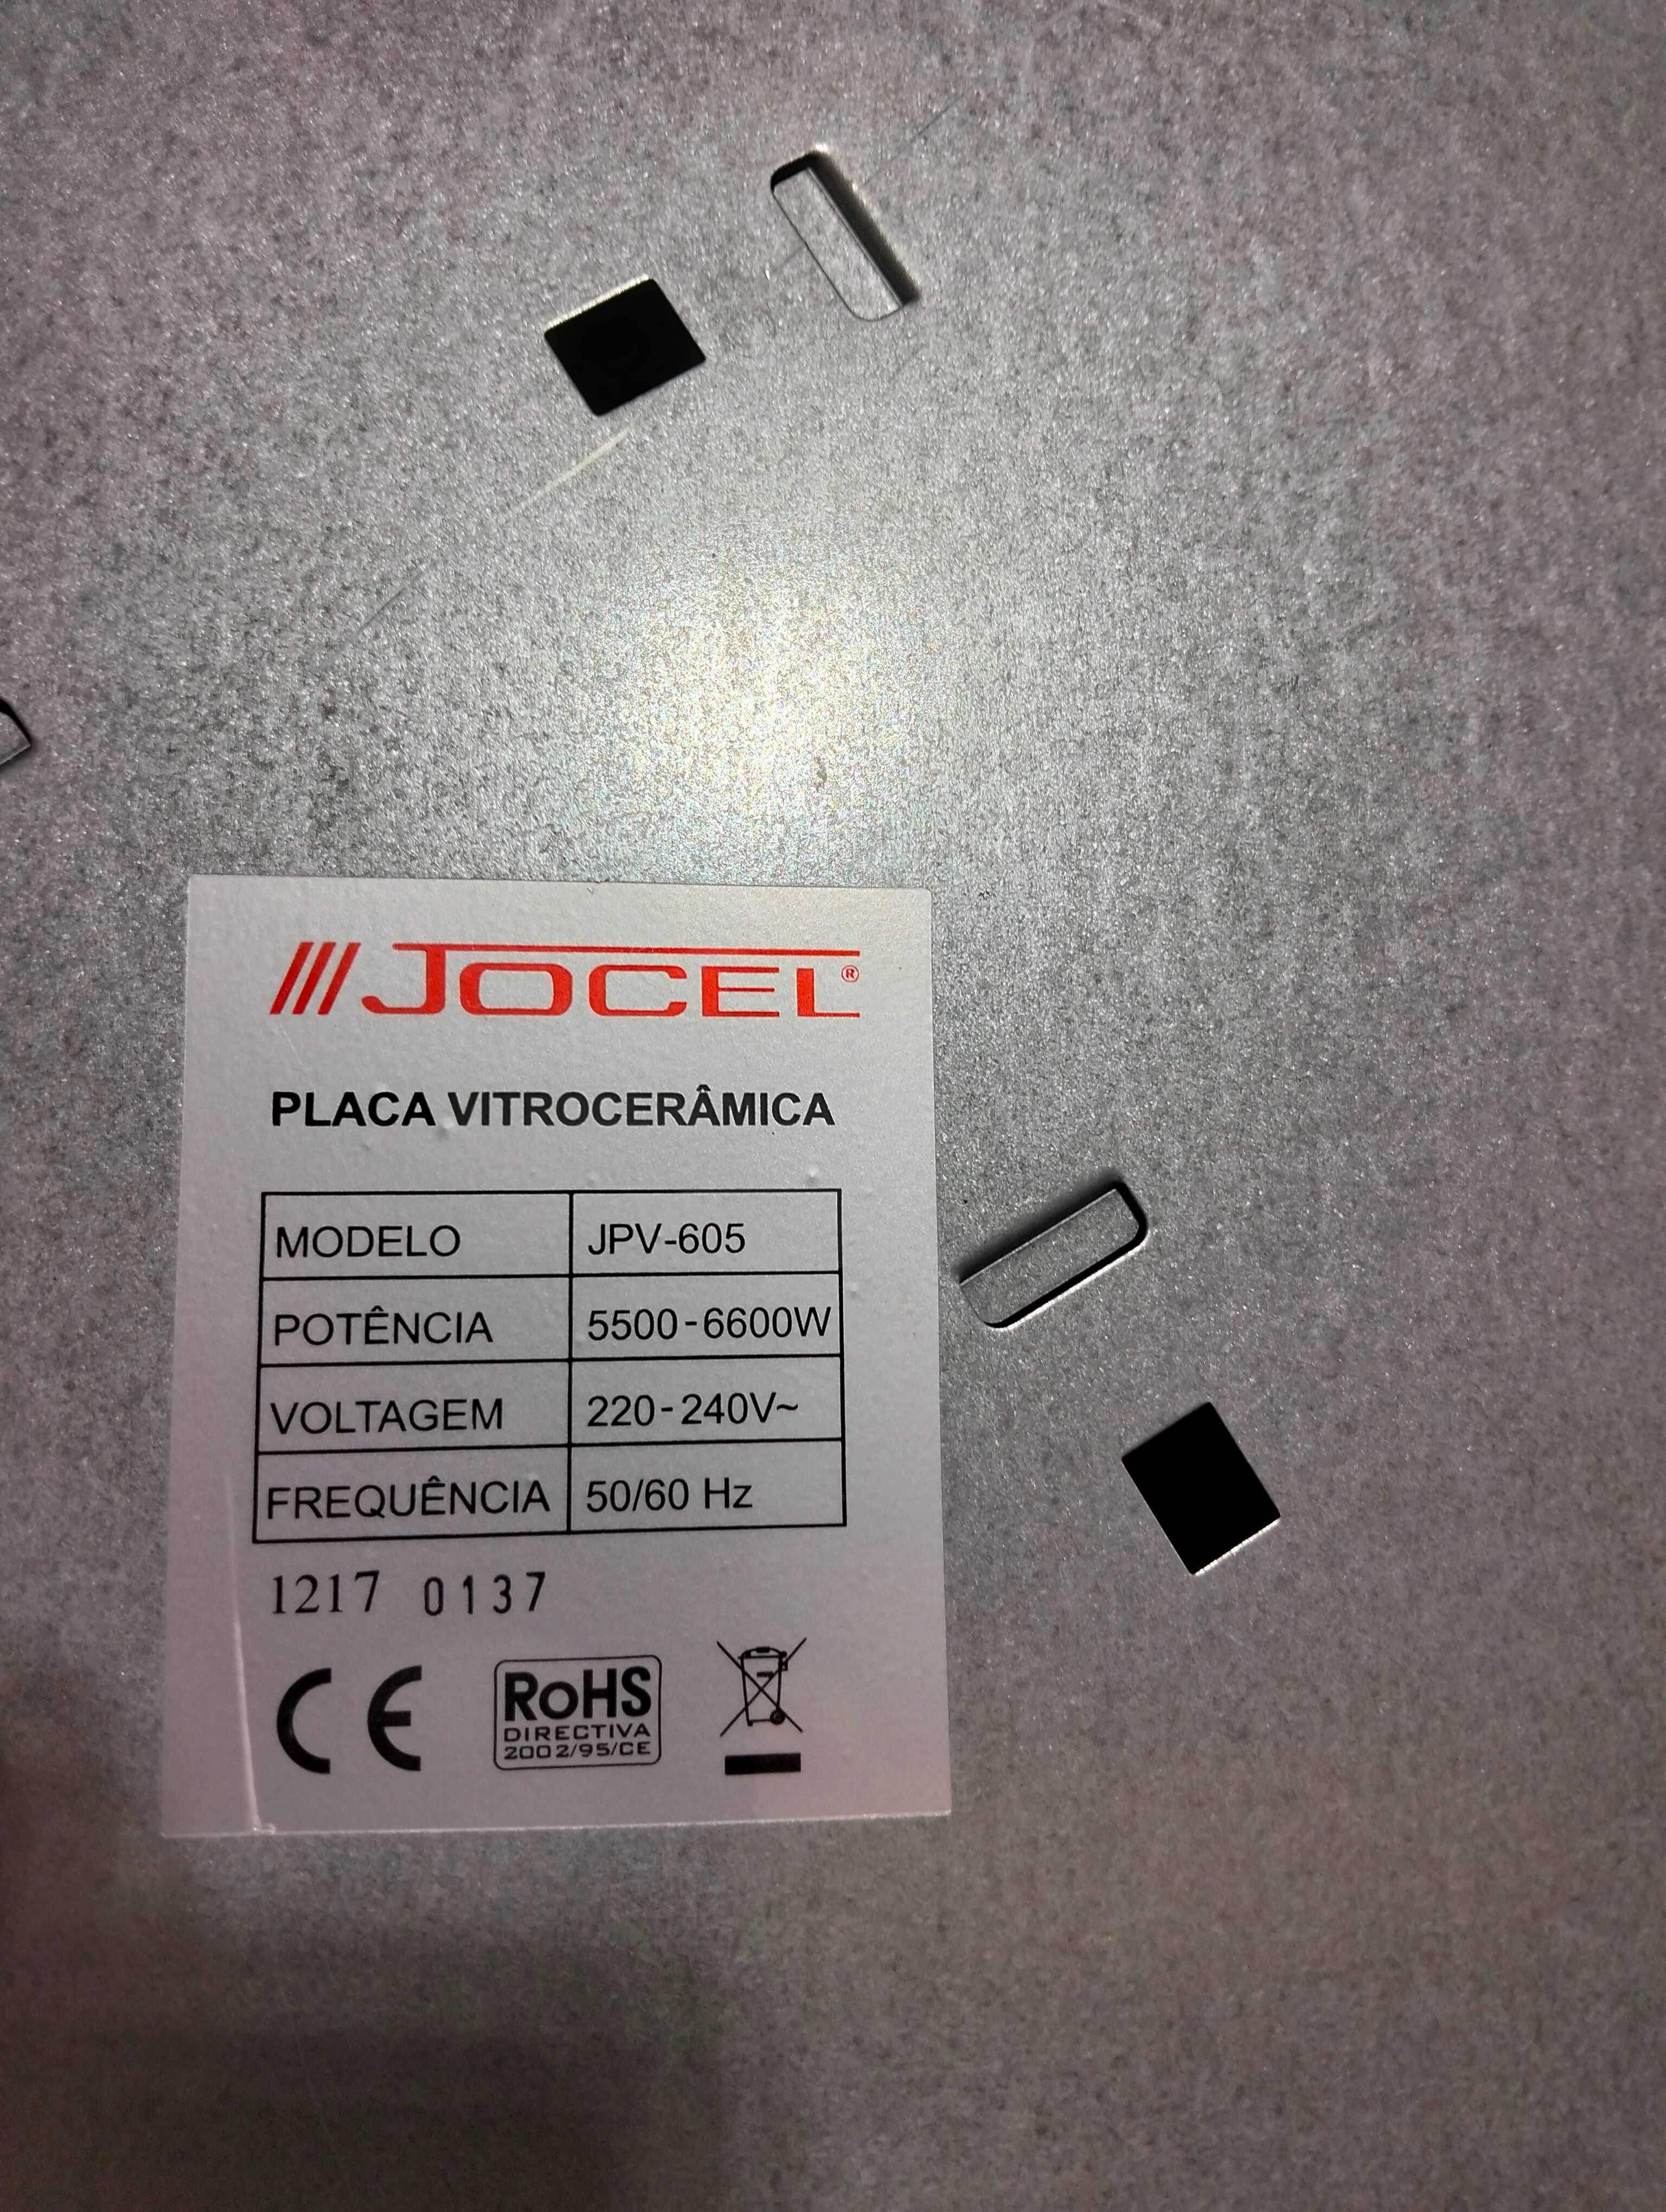 JOCEL®
PLACA VITROCERÂMICA
MODELO JPV-605
POTÊNCIA 5500-6600W
VOLTAGEM 220-240V~
FREQUÊNCIA 50/60 Hz
1217 0137
CE
RoHS
DIRECTIVA
2002/95/CE